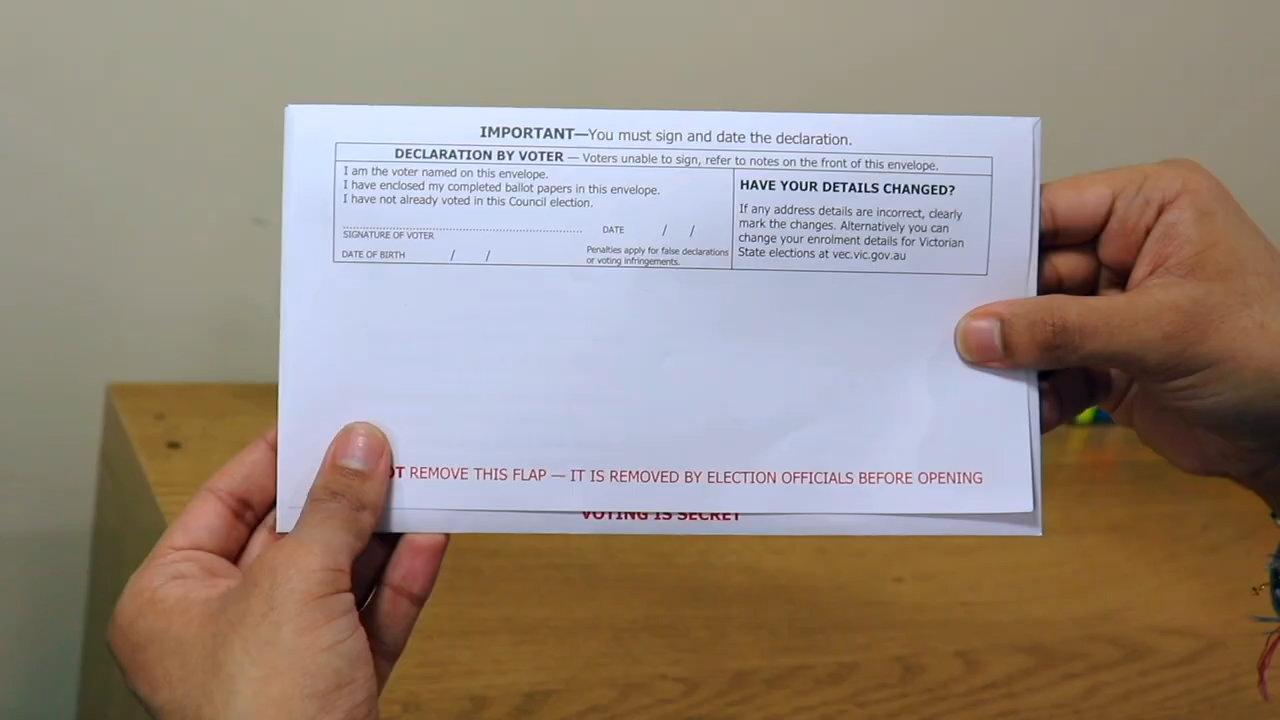 IMPORTANT—You must sign and date the declaration.
DECLARATION BY VOTER — Voters unable to sign, refer to notes on the front of this envelope.
I am the voter named on this envelope.
I have enclosed my completed ballot papers in this envelope.
I have not already voted in this Council election.
SIGNATURE OF VOTER
DATE / /
DATE OF BIRTH / /
Penalties apply for false declarations
or voting infringements.
HAVE YOUR DETAILS CHANGED?
If any address details are incorrect, clearly
mark the changes. Alternatively you can
change your enrolment details for Victorian
State elections at vec.vic.gov.au
REMOVE THIS FLAP — IT IS REMOVED BY ELECTION OFFICIALS BEFORE OPENING
VOTING IS SECRET